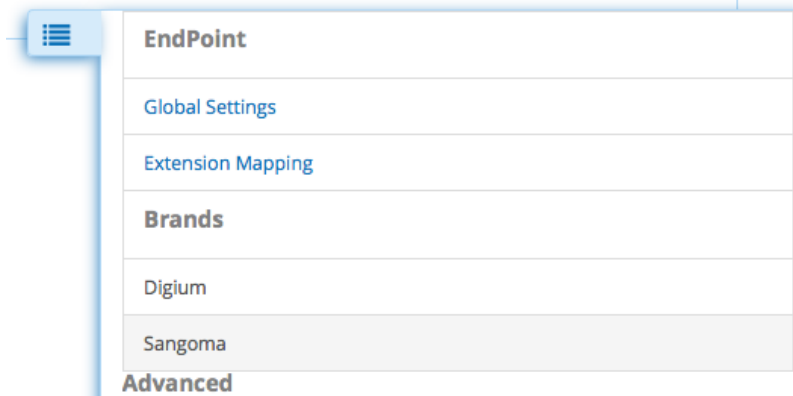 EndPoint
Global Settings
Extension Mapping
Brands
Digium
Sangoma
Advanced